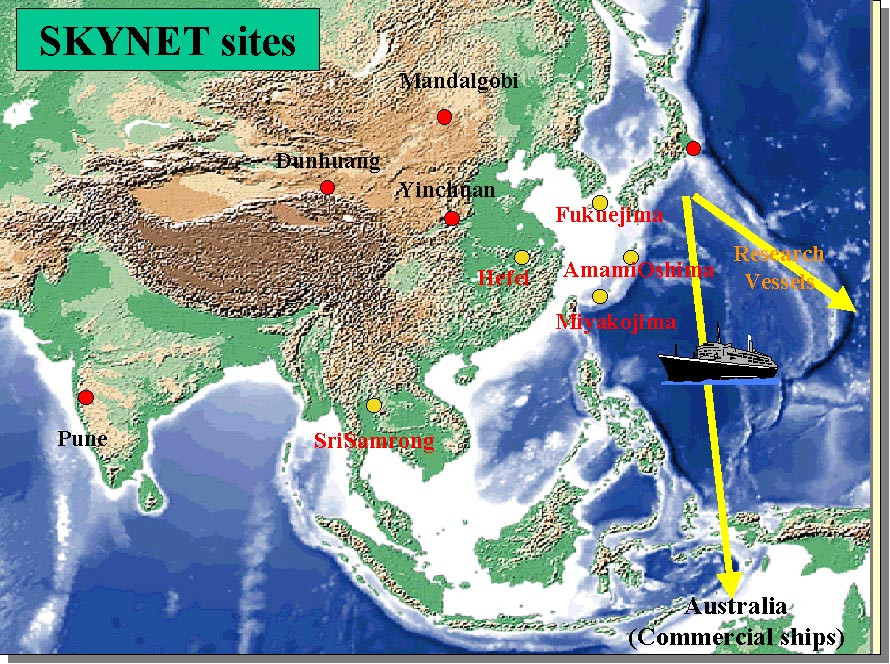 SKYNET sites
Mandalgobi
Dunhuang
Yinchuan
Fukuejima
Research
Vessels
Hefei
AmamiOshima
Miyakojima
Pune
SriSamrong
Australia
(Commercial ships)